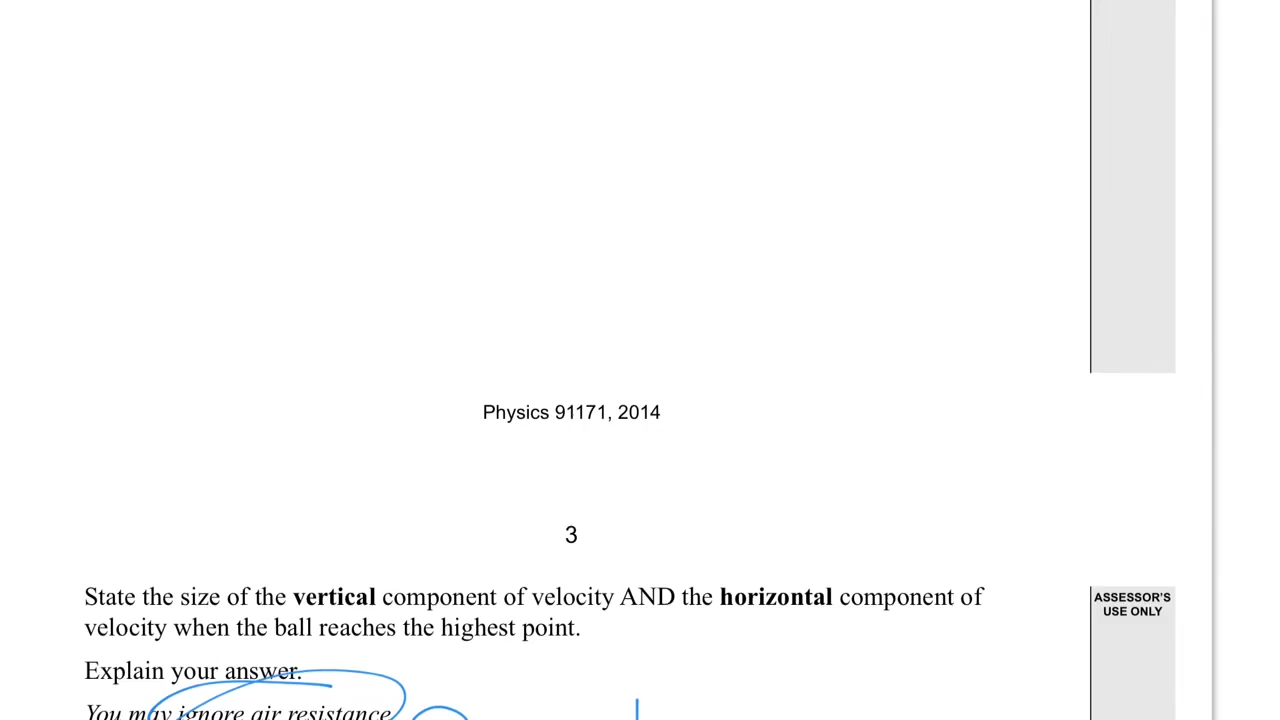 Physics 91171, 2014
3
State the size of the vertical component of velocity AND the horizontal component of
velocity when the ball reaches the highest point.
ASSESSOR'S
USE ONLY
Explain your answer.
You may ignore air resistance.